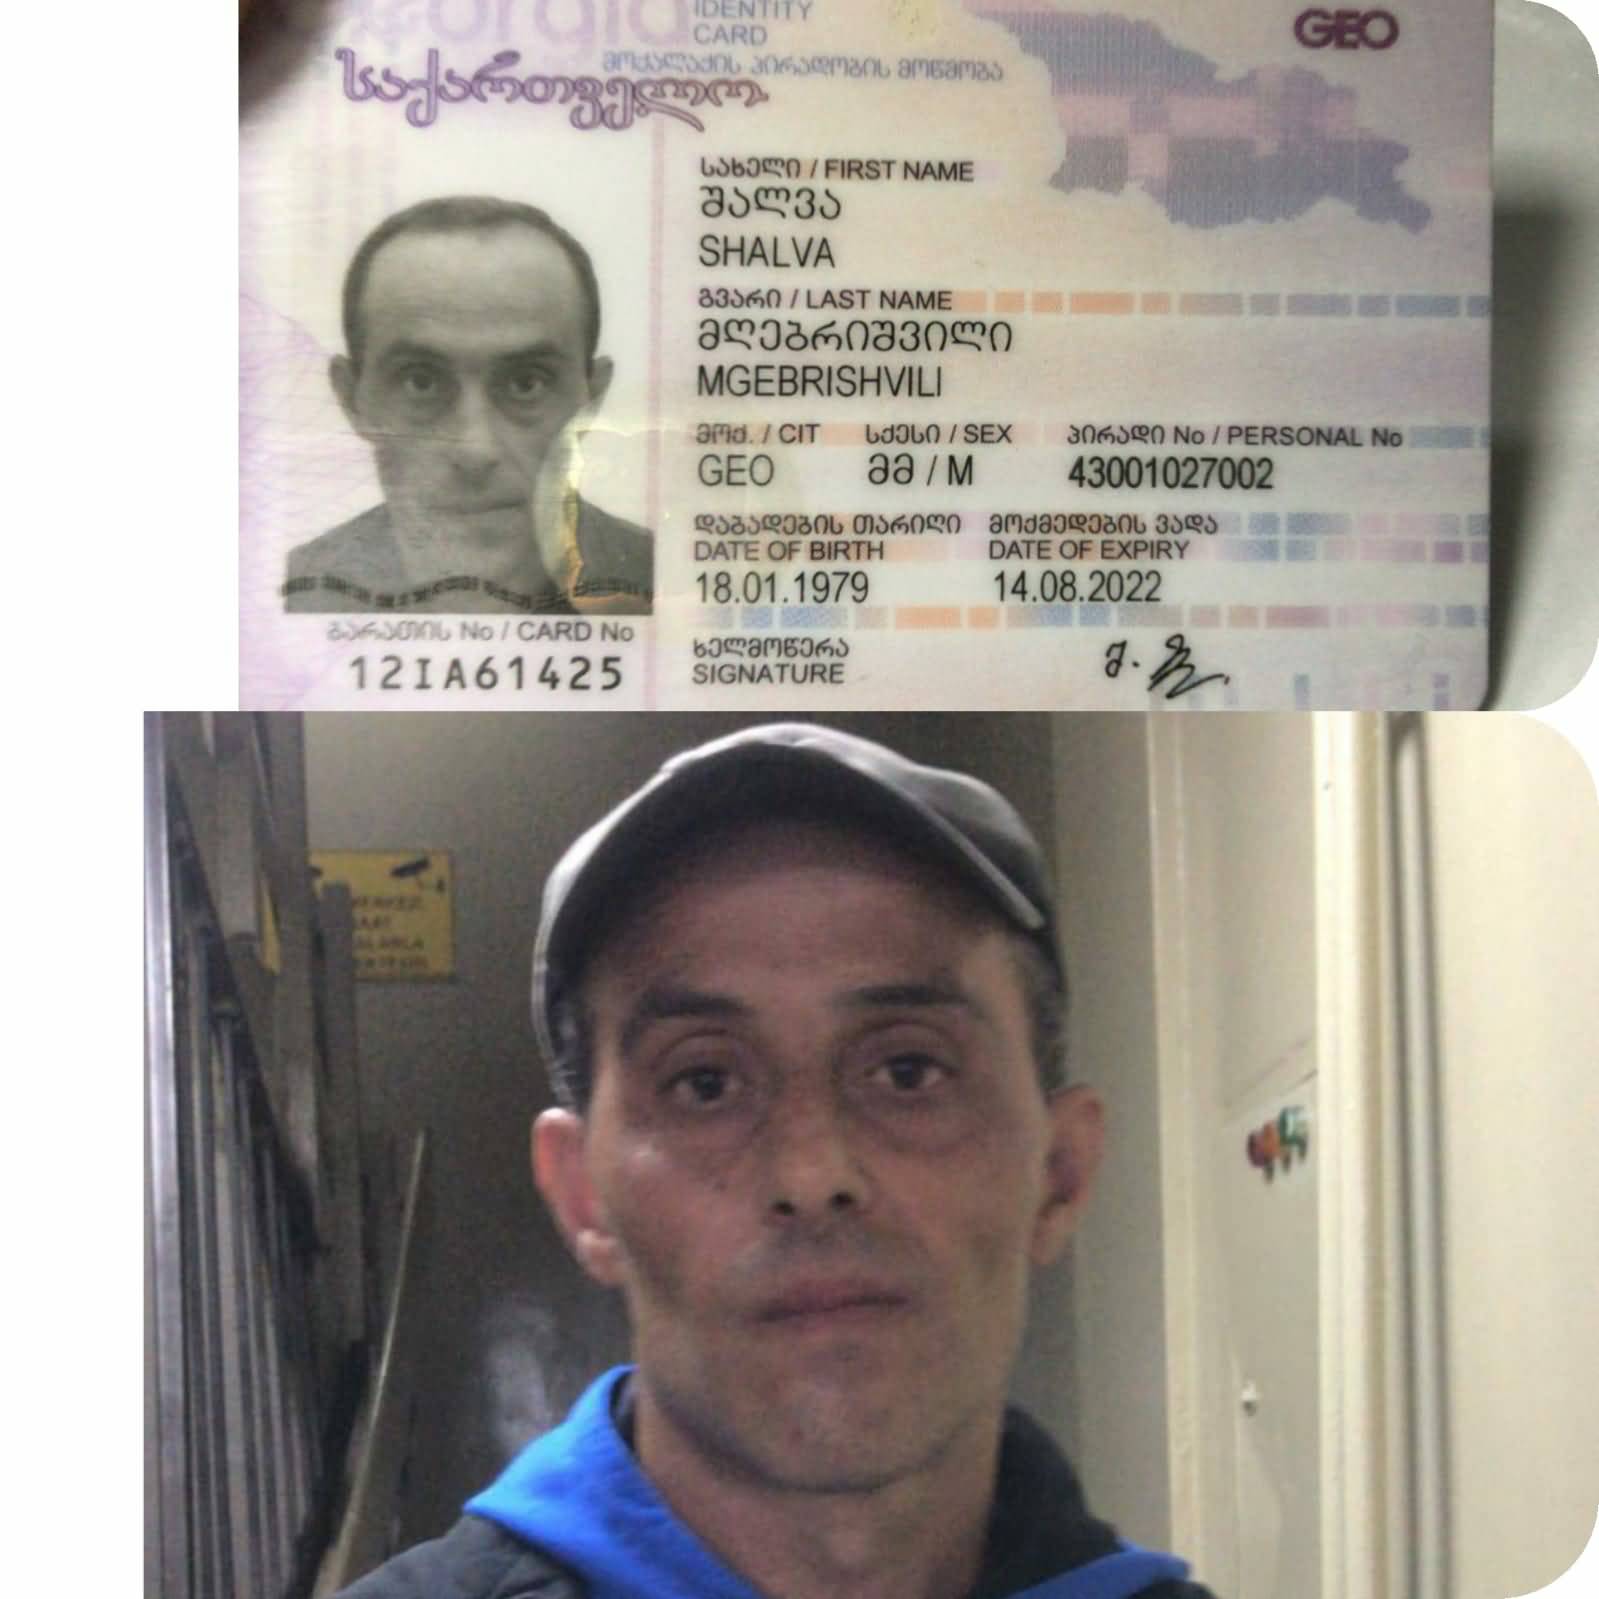 IDENTITY
CARD
GEO
საქართველო
მოქალაქის პირადობის მოწმობა
სახელი / FIRST NAME
შალვა
SHALVA
გვარი / LAST NAME
მღებრიშვილი
MGEBRISHVILI
მოქ. / CIT სქესი / SEX პირადი No / PERSONAL No
GEO მმ / M 43001027002
დაბადების თარიღი მოქმედების ვადა
DATE OF BIRTH DATE OF EXPIRY
18.01.1979 14.08.2022
ბარათის No / CARD No
12IA61425
ხელმოწერა
SIGNATURE